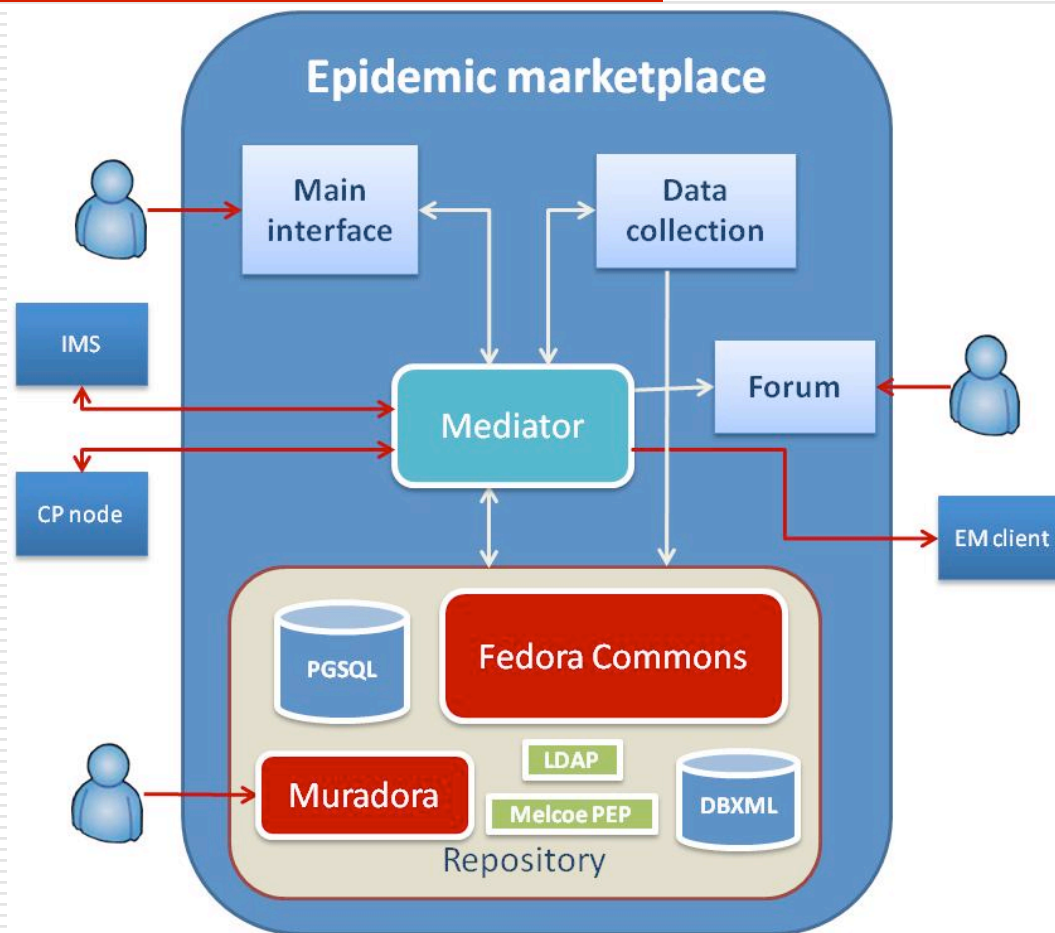 Epidemic marketplace
Main
interface
Data
collection
IMS
Forum
Mediator
CP node
EM client
PGSQL
Fedora Commons
LDAP
Muradora
Melcoe PEP
DBXML
Repository